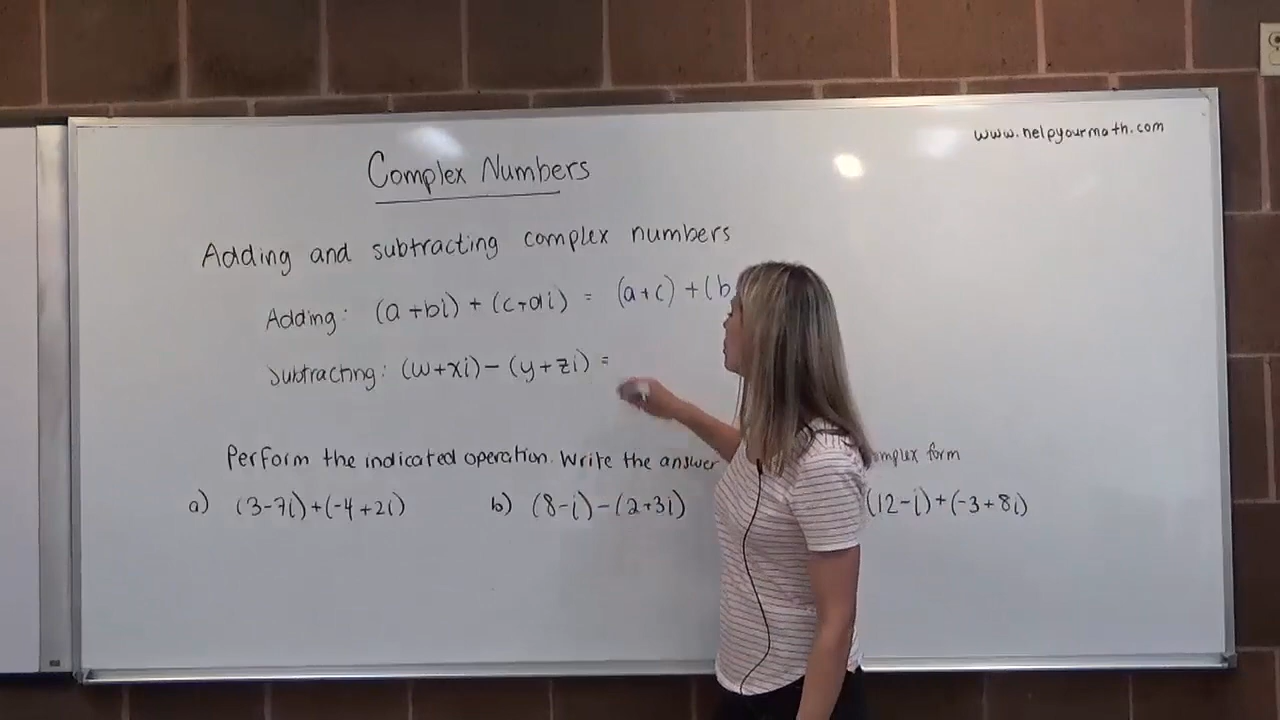 www.helpyourmath.com
Complex Numbers
Adding and subtracting complex numbers
Adding: (a+bi) + (c+di) = (a+c) + (b
Subtracting: (w+xi) - (y+zi) =
Perform the indicated operation. Write the answer omplex form
a) (3-7i)+(-4+2i) b) (8-i)-(2+3i) (12-i)+(-3+8i)